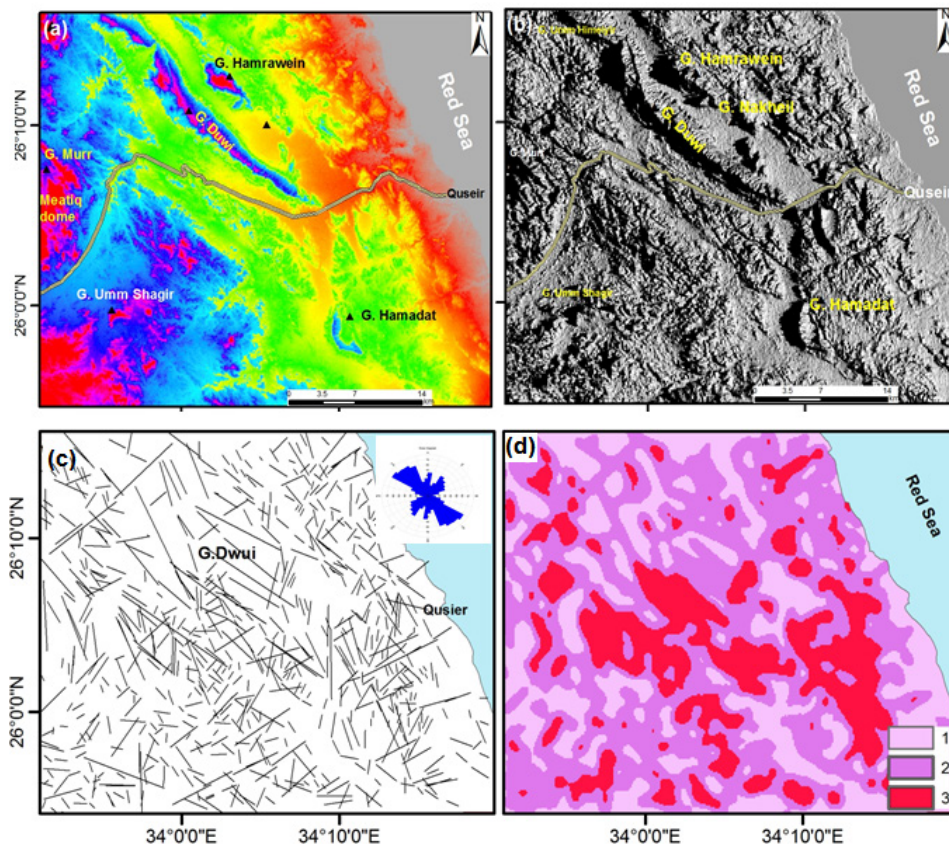 (a)
N
G. Hamrawein
Red Sea
G. Duwi
G. Murr
Meatiq
dome
Quseir
G. Umm Shagir
G. Hamadat
0 3.5 7 14
km
26°10'0"N
26°0'0"N
(b)
N
G. Hamrawein
G. Nakheil
Red Sea
G. Duwi
Quseir
G. Umm Shagir
G. Hamadat
0 3.5 7 14
km
(c)
G.Dwui
Qusier
26°10'0"N
26°0'0"N
34°0'0"E
34°10'0"E
(d)
Red Sea
1
2
3
34°0'0"E
34°10'0"E